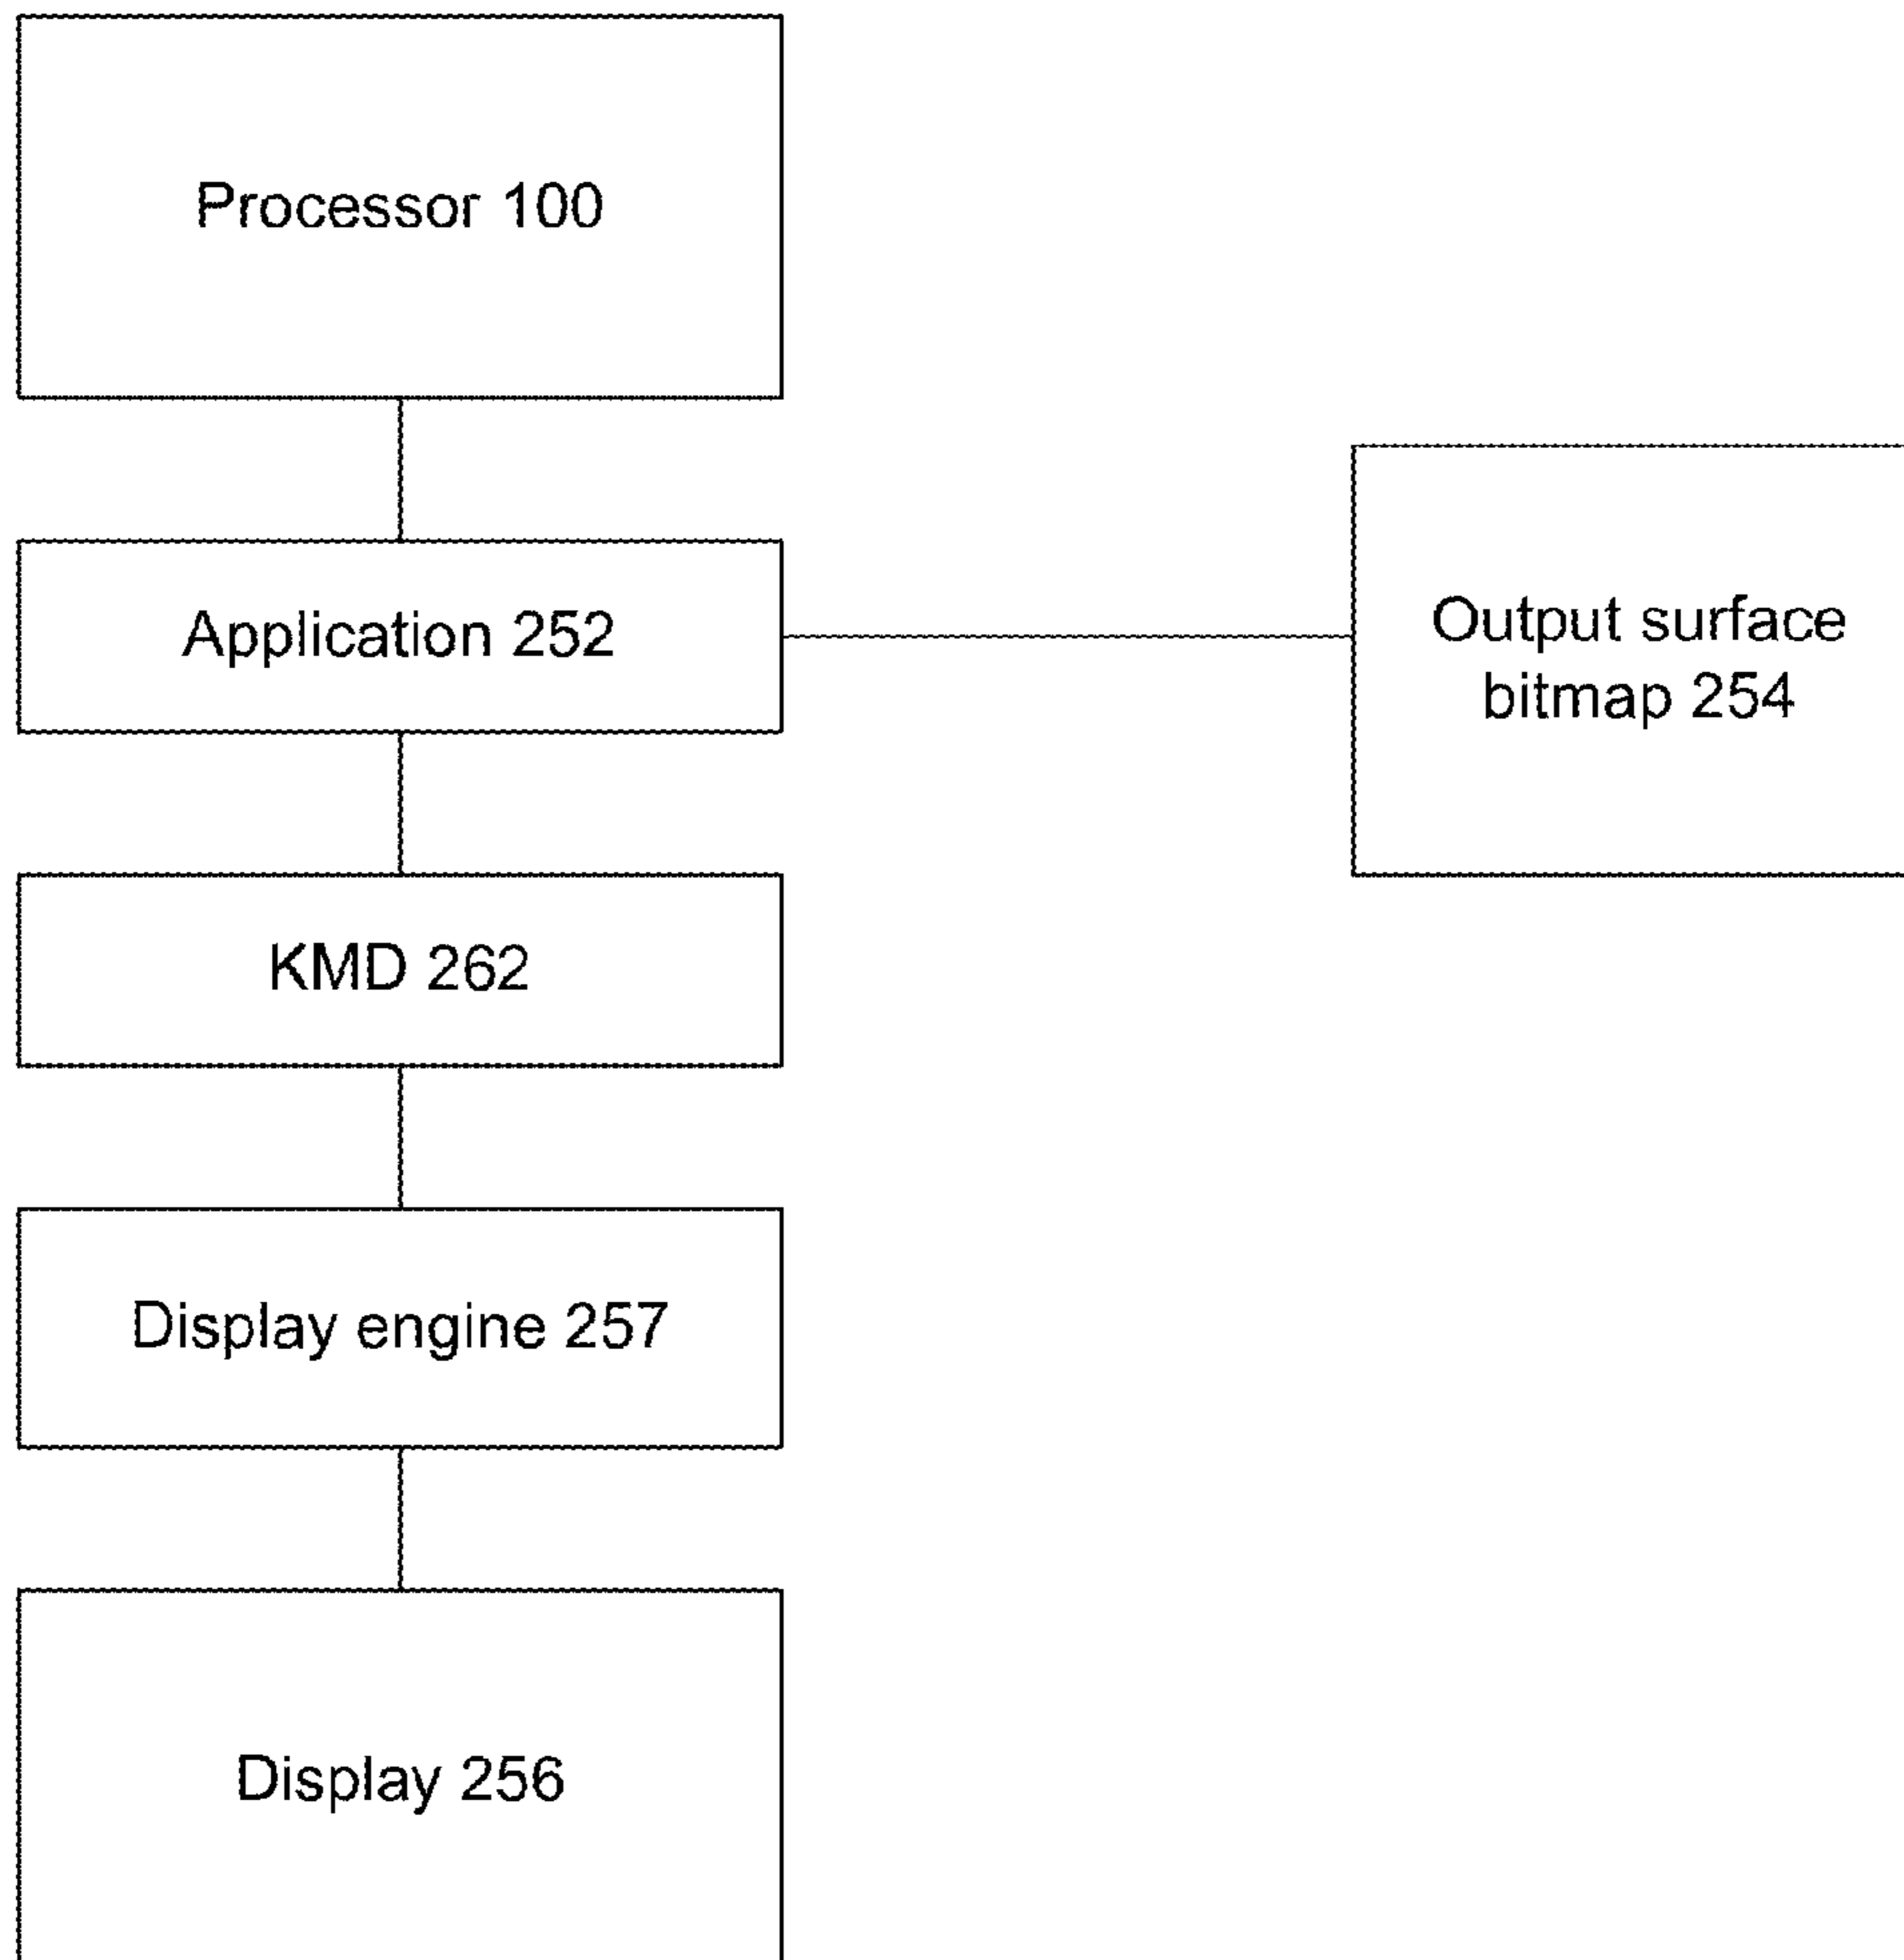 Processor 100
Application 252
Output surface
bitmap 254
KMD 262
Display engine 257
Display 256